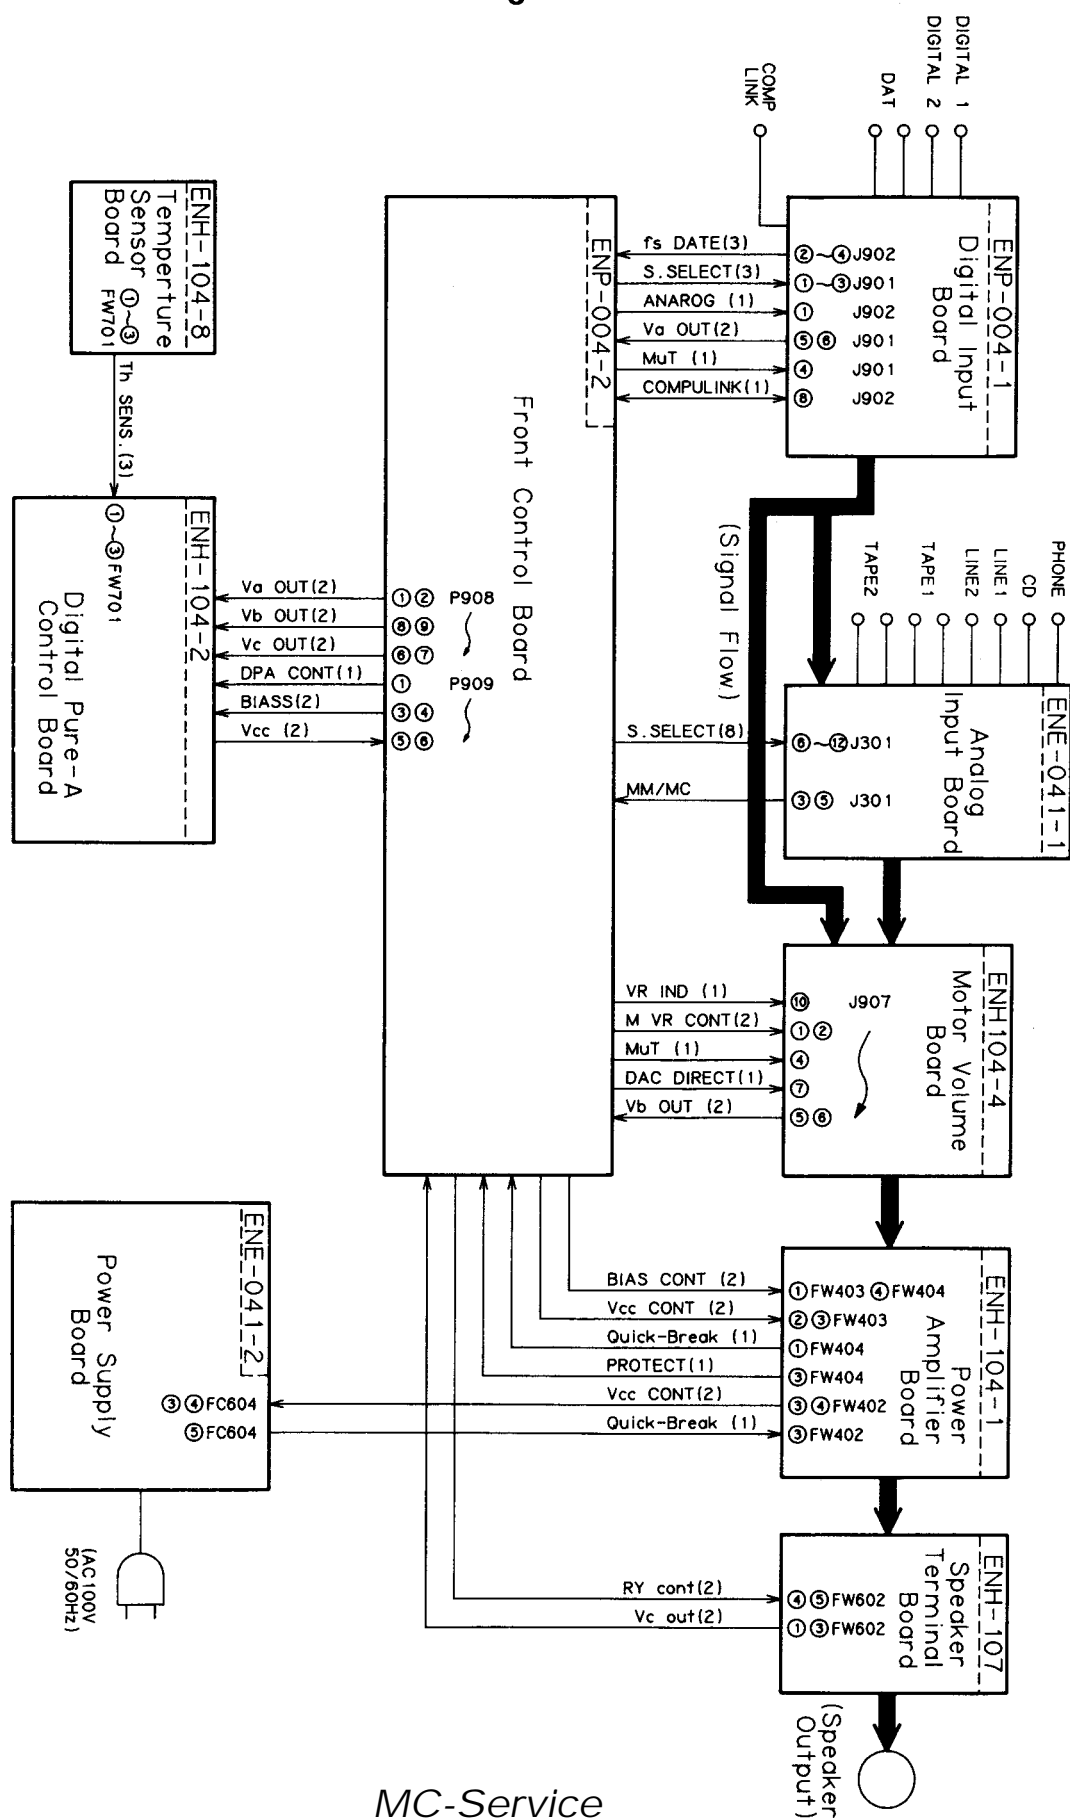 g
DIGITAL 1
DIGITAL 2
DAT
COMP
LINK
ENP-004-1
Digital Input
Board
②~④J902
①~③J901
① J902
⑤⑥ J901
④ J901
⑧ J902
fs DATE(3)
S.SELECT(3)
ANAROG (1)
Va OUT(2)
MuT (1)
COMPULINK(1)
ENP-004-2
Front Control Board
ENH-104-8
Temperture
Sensor ①~③
Board FW701
Th SENS.(3)
ENH-104-2
①~③FW701
Digital Pure-A
Control Board
Va OUT(2)
Vb OUT(2)
Vc OUT(2)
DPA CONT(1)
BIASS(2)
Vcc (2)
①② P908
⑧⑨
⑥⑦
① P909
③④
⑤⑥
(Signal Flow)
PHONE
CD
LINE1
LINE2
TAPE1
TAPE2
ENE-041-1
Analog
Input Board
S.SELECT(8)
⑥~⑫J301
MM/MC
③⑤ J301
ENH104-4
Motor Volume
Board
VR IND (1)
M VR CONT(2)
MuT (1)
DAC DIRECT(1)
Vb OUT (2)
⑩ J907
①②
④
⑦
⑤⑥
ENH-104-1
Power
Amplifier
Board
BIAS CONT (2)
Vcc CONT (2)
Quick-Break (1)
PROTECT(1)
Vcc CONT(2)
Quick-Break (1)
①FW403 ④FW404
②③FW403
①FW404
③FW404
③④FW402
③FW402
ENE-041-2
Power Supply
Board
③④FC604
⑤FC604
(AC100V
50/60Hz)
ENH-107
Speaker
Terminal
Board
RY cont(2)
Vc out(2)
④⑤FW602
①③FW602
(Speaker
Output)
MC-Service